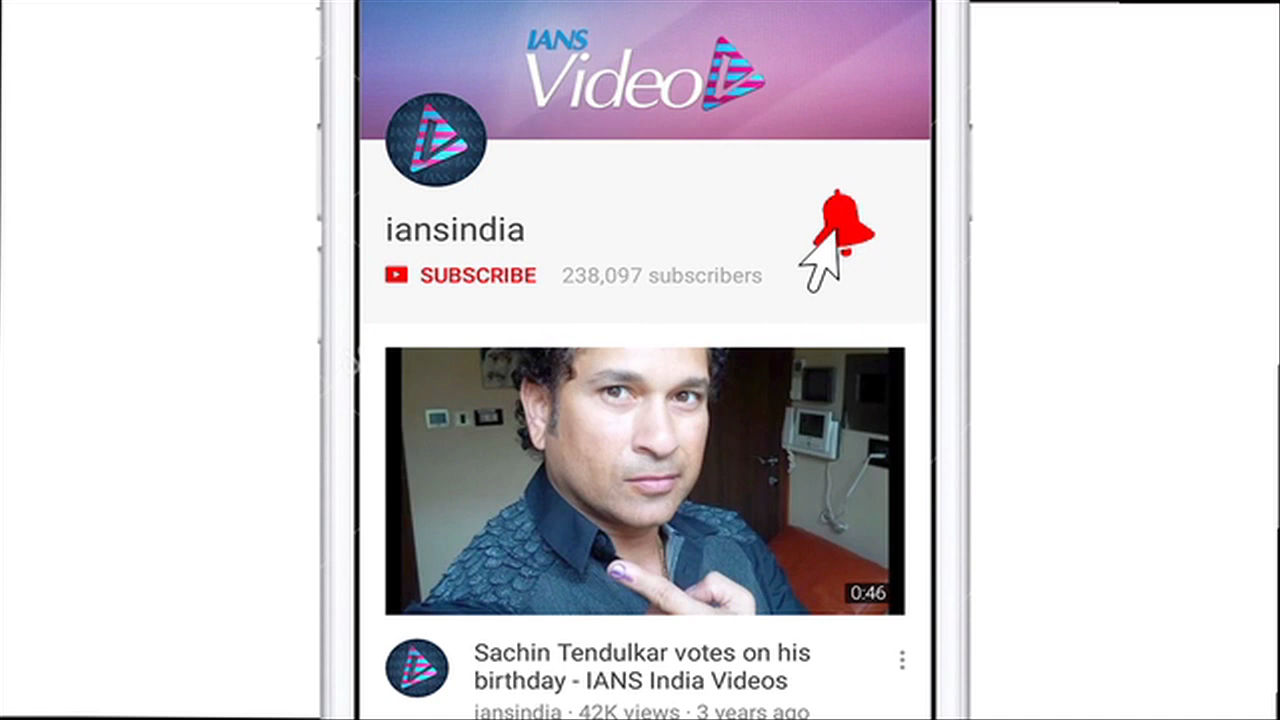 IANS
Video
iansindia
SUBSCRIBE 238,097 subscribers
0:46
Sachin Tendulkar votes on his
birthday - IANS India Videos
iansindia · 42K views · 3 years ago